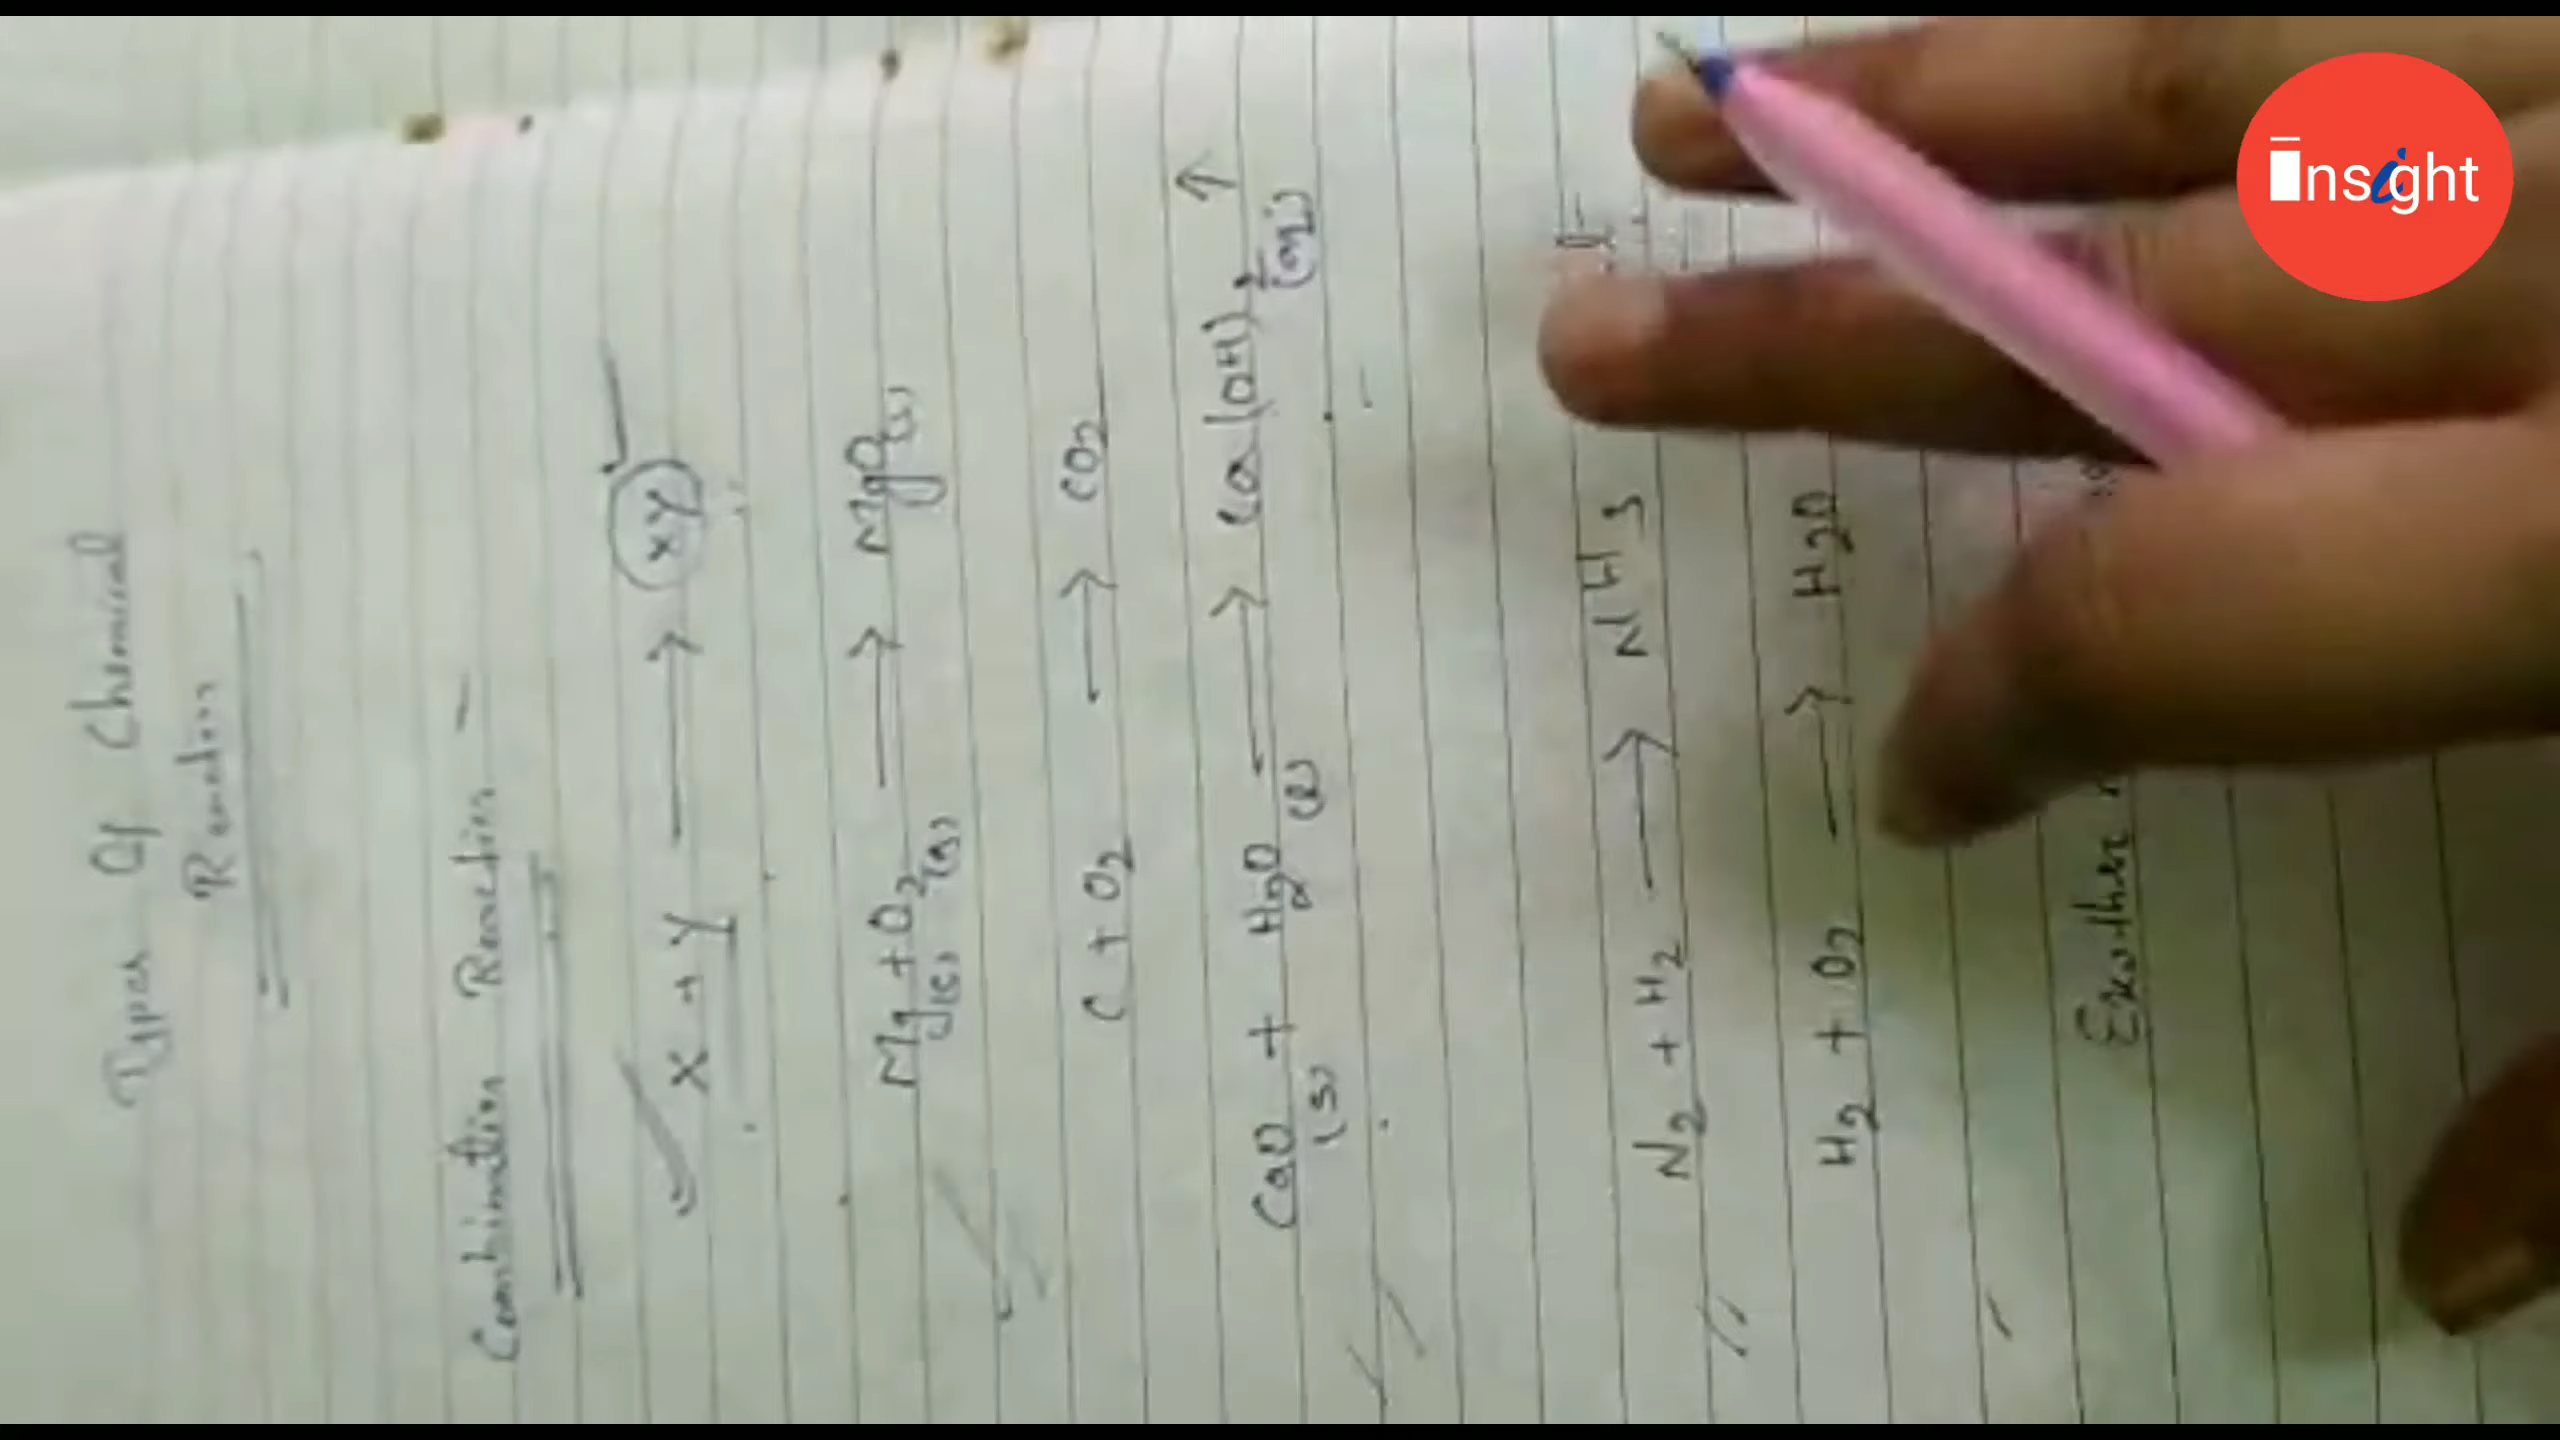 Types Of Chemical
Reaction
Combination Reaction -
X + Y → XY
Mg(s) + O2(g) → MgO(s)
C + O2 → CO2
CaO(s) + H2O(l) → Ca(OH)2(aq) ↑
N2 + H2 → NH3
H2 + O2 → H2O
Exother
Insight